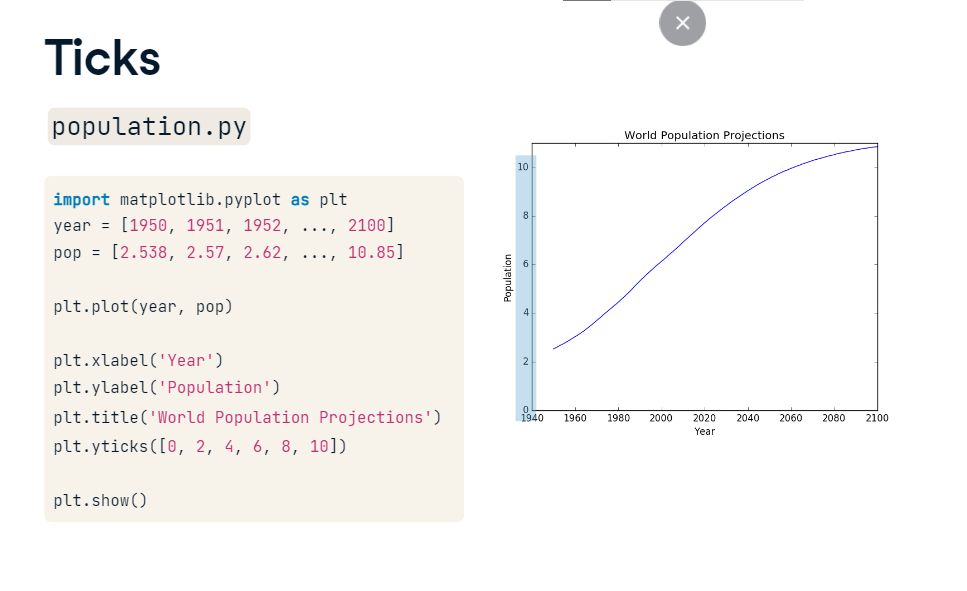 Ticks
population.py
import matplotlib.pyplot as plt
year = [1950, 1951, 1952, ..., 2100]
pop = [2.538, 2.57, 2.62, ..., 10.85]
plt.plot(year, pop)
plt.xlabel('Year')
plt.ylabel('Population')
plt.title('World Population Projections')
plt.yticks([0, 2, 4, 6, 8, 10])
plt.show()
World Population Projections
Population
10
8
6
4
2
0
1940 1960 1980 2000 2020 2040 2060 2080 2100
Year